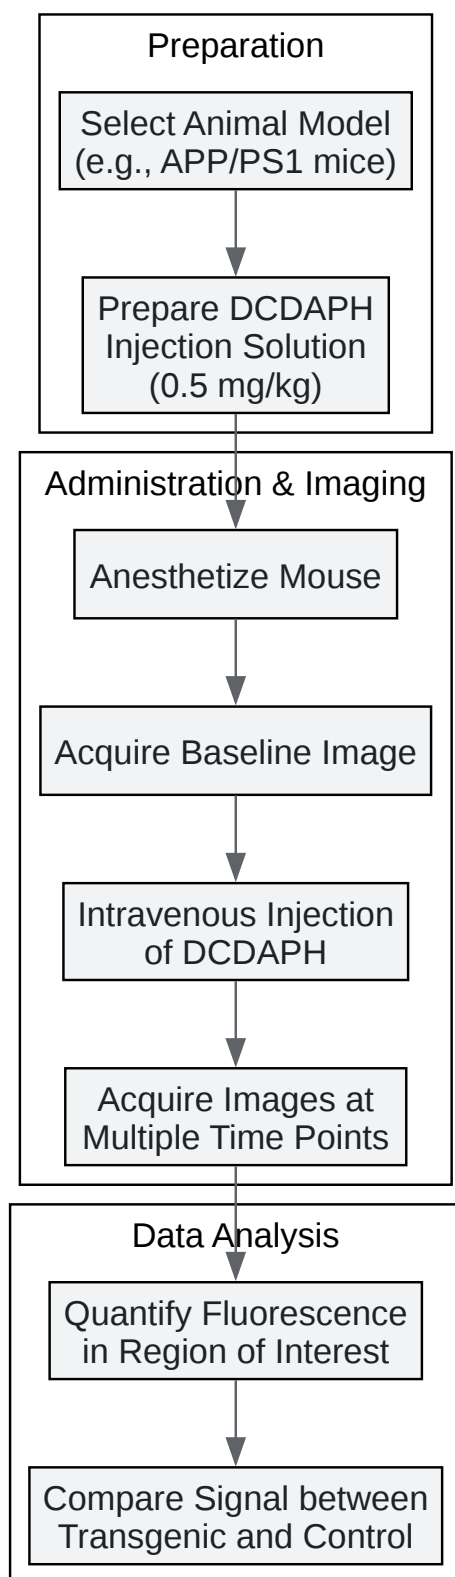 Preparation
Select Animal Model
(e.g., APP/PS1 mice)
Prepare DCDAPH
Injection Solution
(0.5 mg/kg)
Administration & Imaging
Anesthetize Mouse
Acquire Baseline Image
Intravenous Injection
of DCDAPH
Acquire Images at
Multiple Time Points
Data Analysis
Quantify Fluorescence
in Region of Interest
Compare Signal between
Transgenic and Control